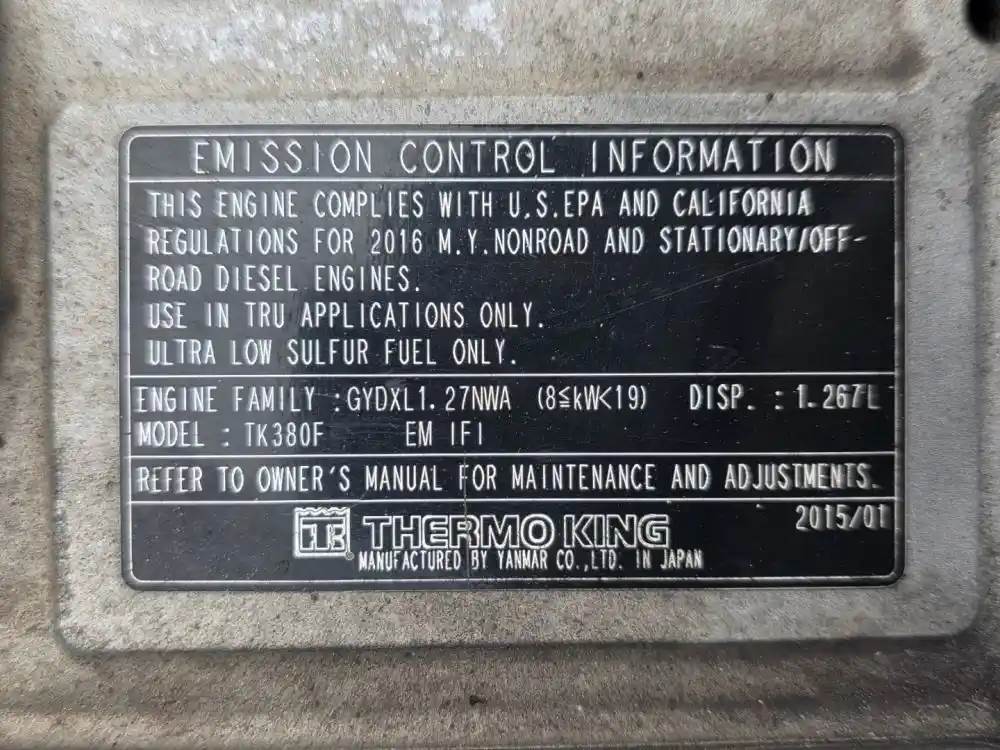 EMISSION CONTROL INFORMATION
THIS ENGINE COMPLIES WITH U.S.EPA AND CALIFORNIA
REGULATIONS FOR 2016 M.Y.NONROAD AND STATIONARY/OFF-
ROAD DIESEL ENGINES.
USE IN TRU APPLICATIONS ONLY.
ULTRA LOW SULFUR FUEL ONLY.
ENGINE FAMILY :GYDXL1.27NWA (8≦kW<19) DISP. : 1.267L
MODEL : TK380F EM IFI
REFER TO OWNER'S MANUAL FOR MAINTENANCE AND ADJUSTMENTS.
2015/01
TK® THERMO KING
MANUFACTURED BY YANMAR CO.,LTD. IN JAPAN